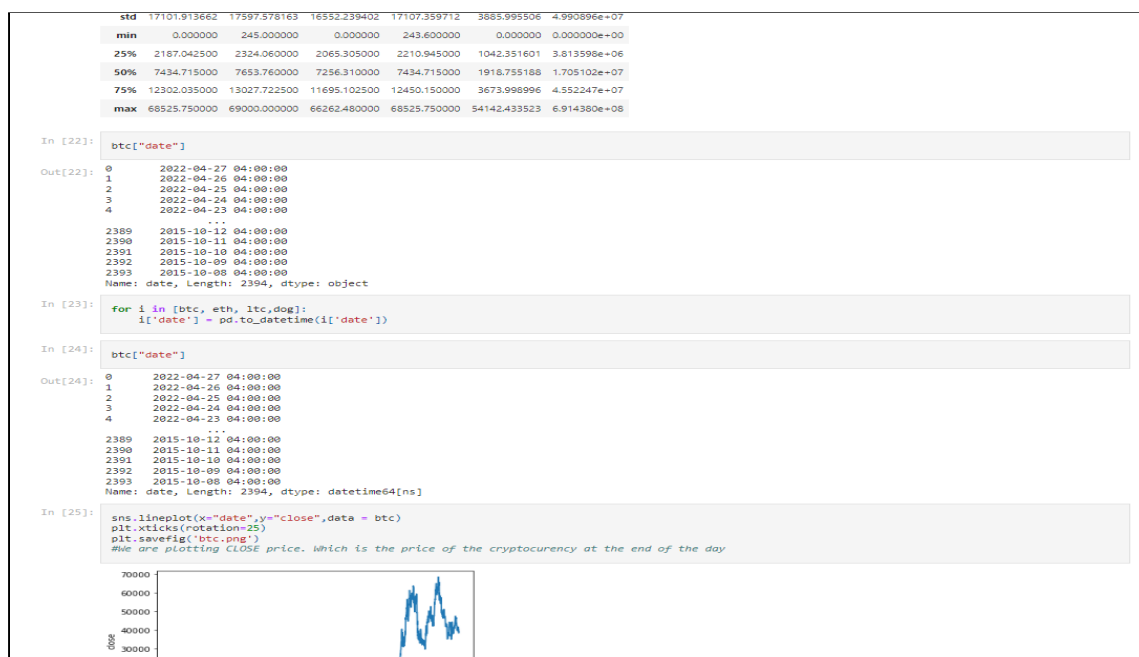 std 17101.913662 17597.578163 16552.239402 17107.359712 3885.995506 4.990896e+07
min 0.000000 245.000000 0.000000 243.600000 0.000000 0.000000e+00
25% 2187.042500 2324.060000 2065.305000 2210.945000 1042.351601 3.813598e+06
50% 7434.715000 7653.760000 7256.310000 7434.715000 1918.755188 1.705102e+07
75% 12302.035000 13027.722500 11695.102500 12450.150000 3673.998996 4.552247e+07
max 68525.750000 69000.000000 66262.480000 68525.750000 54142.433523 6.914380e+08
In [22]: btc["date"]
Out[22]: 0 2022-04-27 04:00:00
1 2022-04-26 04:00:00
2 2022-04-25 04:00:00
3 2022-04-24 04:00:00
4 2022-04-23 04:00:00
...
2389 2015-10-12 04:00:00
2390 2015-10-11 04:00:00
2391 2015-10-10 04:00:00
2392 2015-10-09 04:00:00
2393 2015-10-08 04:00:00
Name: date, Length: 2394, dtype: object
In [23]: for i in [btc, eth, ltc,dog]:
i['date'] = pd.to_datetime(i['date'])
In [24]: btc["date"]
Out[24]: 0 2022-04-27 04:00:00
1 2022-04-26 04:00:00
2 2022-04-25 04:00:00
3 2022-04-24 04:00:00
4 2022-04-23 04:00:00
...
2389 2015-10-12 04:00:00
2390 2015-10-11 04:00:00
2391 2015-10-10 04:00:00
2392 2015-10-09 04:00:00
2393 2015-10-08 04:00:00
Name: date, Length: 2394, dtype: datetime64[ns]
In [25]: sns.lineplot(x="date",y="close",data = btc)
plt.xticks(rotation=25)
plt.savefig('btc.png')
#We are plotting CLOSE price. Which is the price of the cryptocurency at the end of the day
70000
60000
50000
40000
30000
close